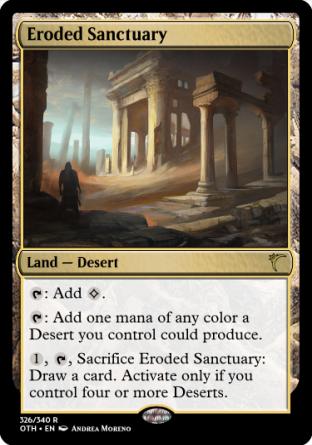 Eroded Sanctuary
Land — Desert
{T}: Add {C}.
{T}: Add one mana of any color a
Desert you control could produce.
{1}, {T}, Sacrifice Eroded Sanctuary:
Draw a card. Activate only if you
control four or more Deserts.
326/340 R
OTH • EN Andrea Moreno